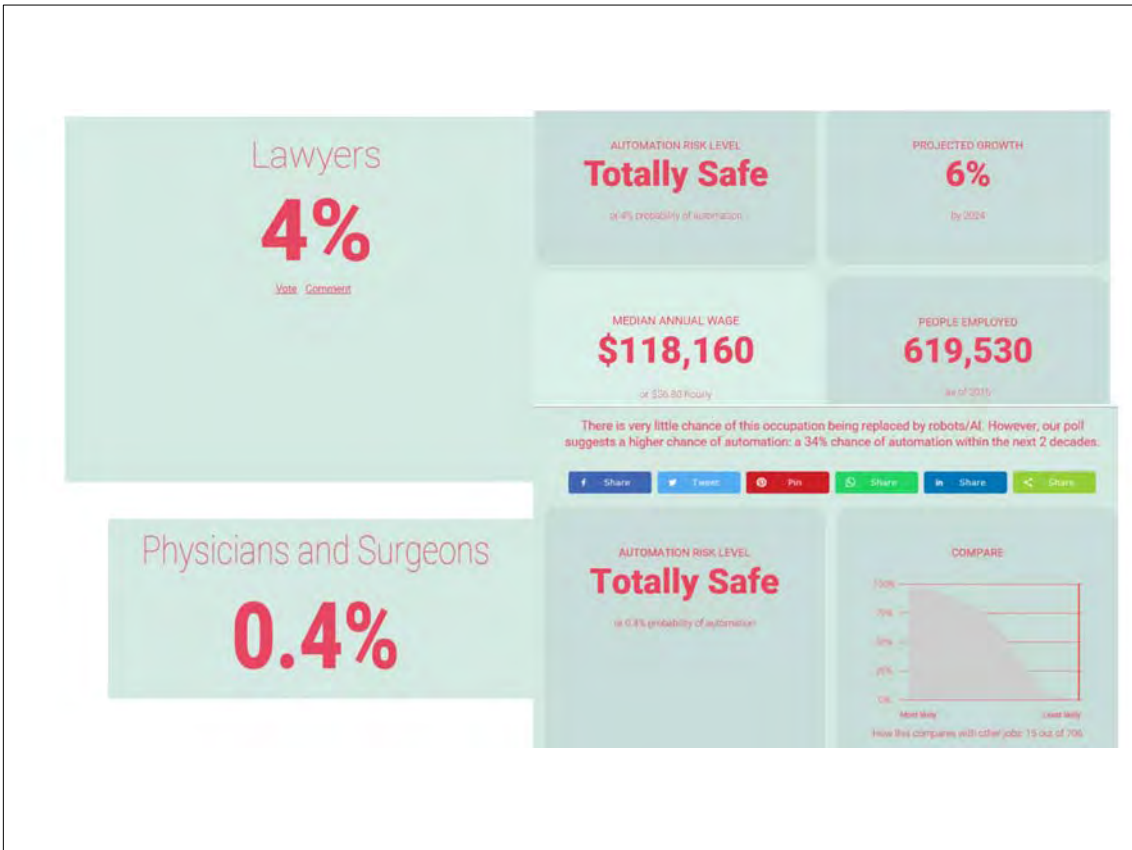 Lawyers
4%
Vote Comment
AUTOMATION RISK LEVEL
Totally Safe
or 4% probability of automation
PROJECTED GROWTH
6%
by 2024
MEDIAN ANNUAL WAGE
$118,160
or $56.80 hourly
PEOPLE EMPLOYED
619,530
as of 2015
There is very little chance of this occupation being replaced by robots/AI. However, our poll
suggests a higher chance of automation: a 34% chance of automation within the next 2 decades.
Share Tweet Pin Share Share Share
Physicians and Surgeons
0.4%
AUTOMATION RISK LEVEL
Totally Safe
or 0.4% probability of automation
COMPARE
100%
75%
50%
25%
0%
Most likely Least likely
How this compares with other jobs: 15 out of 706